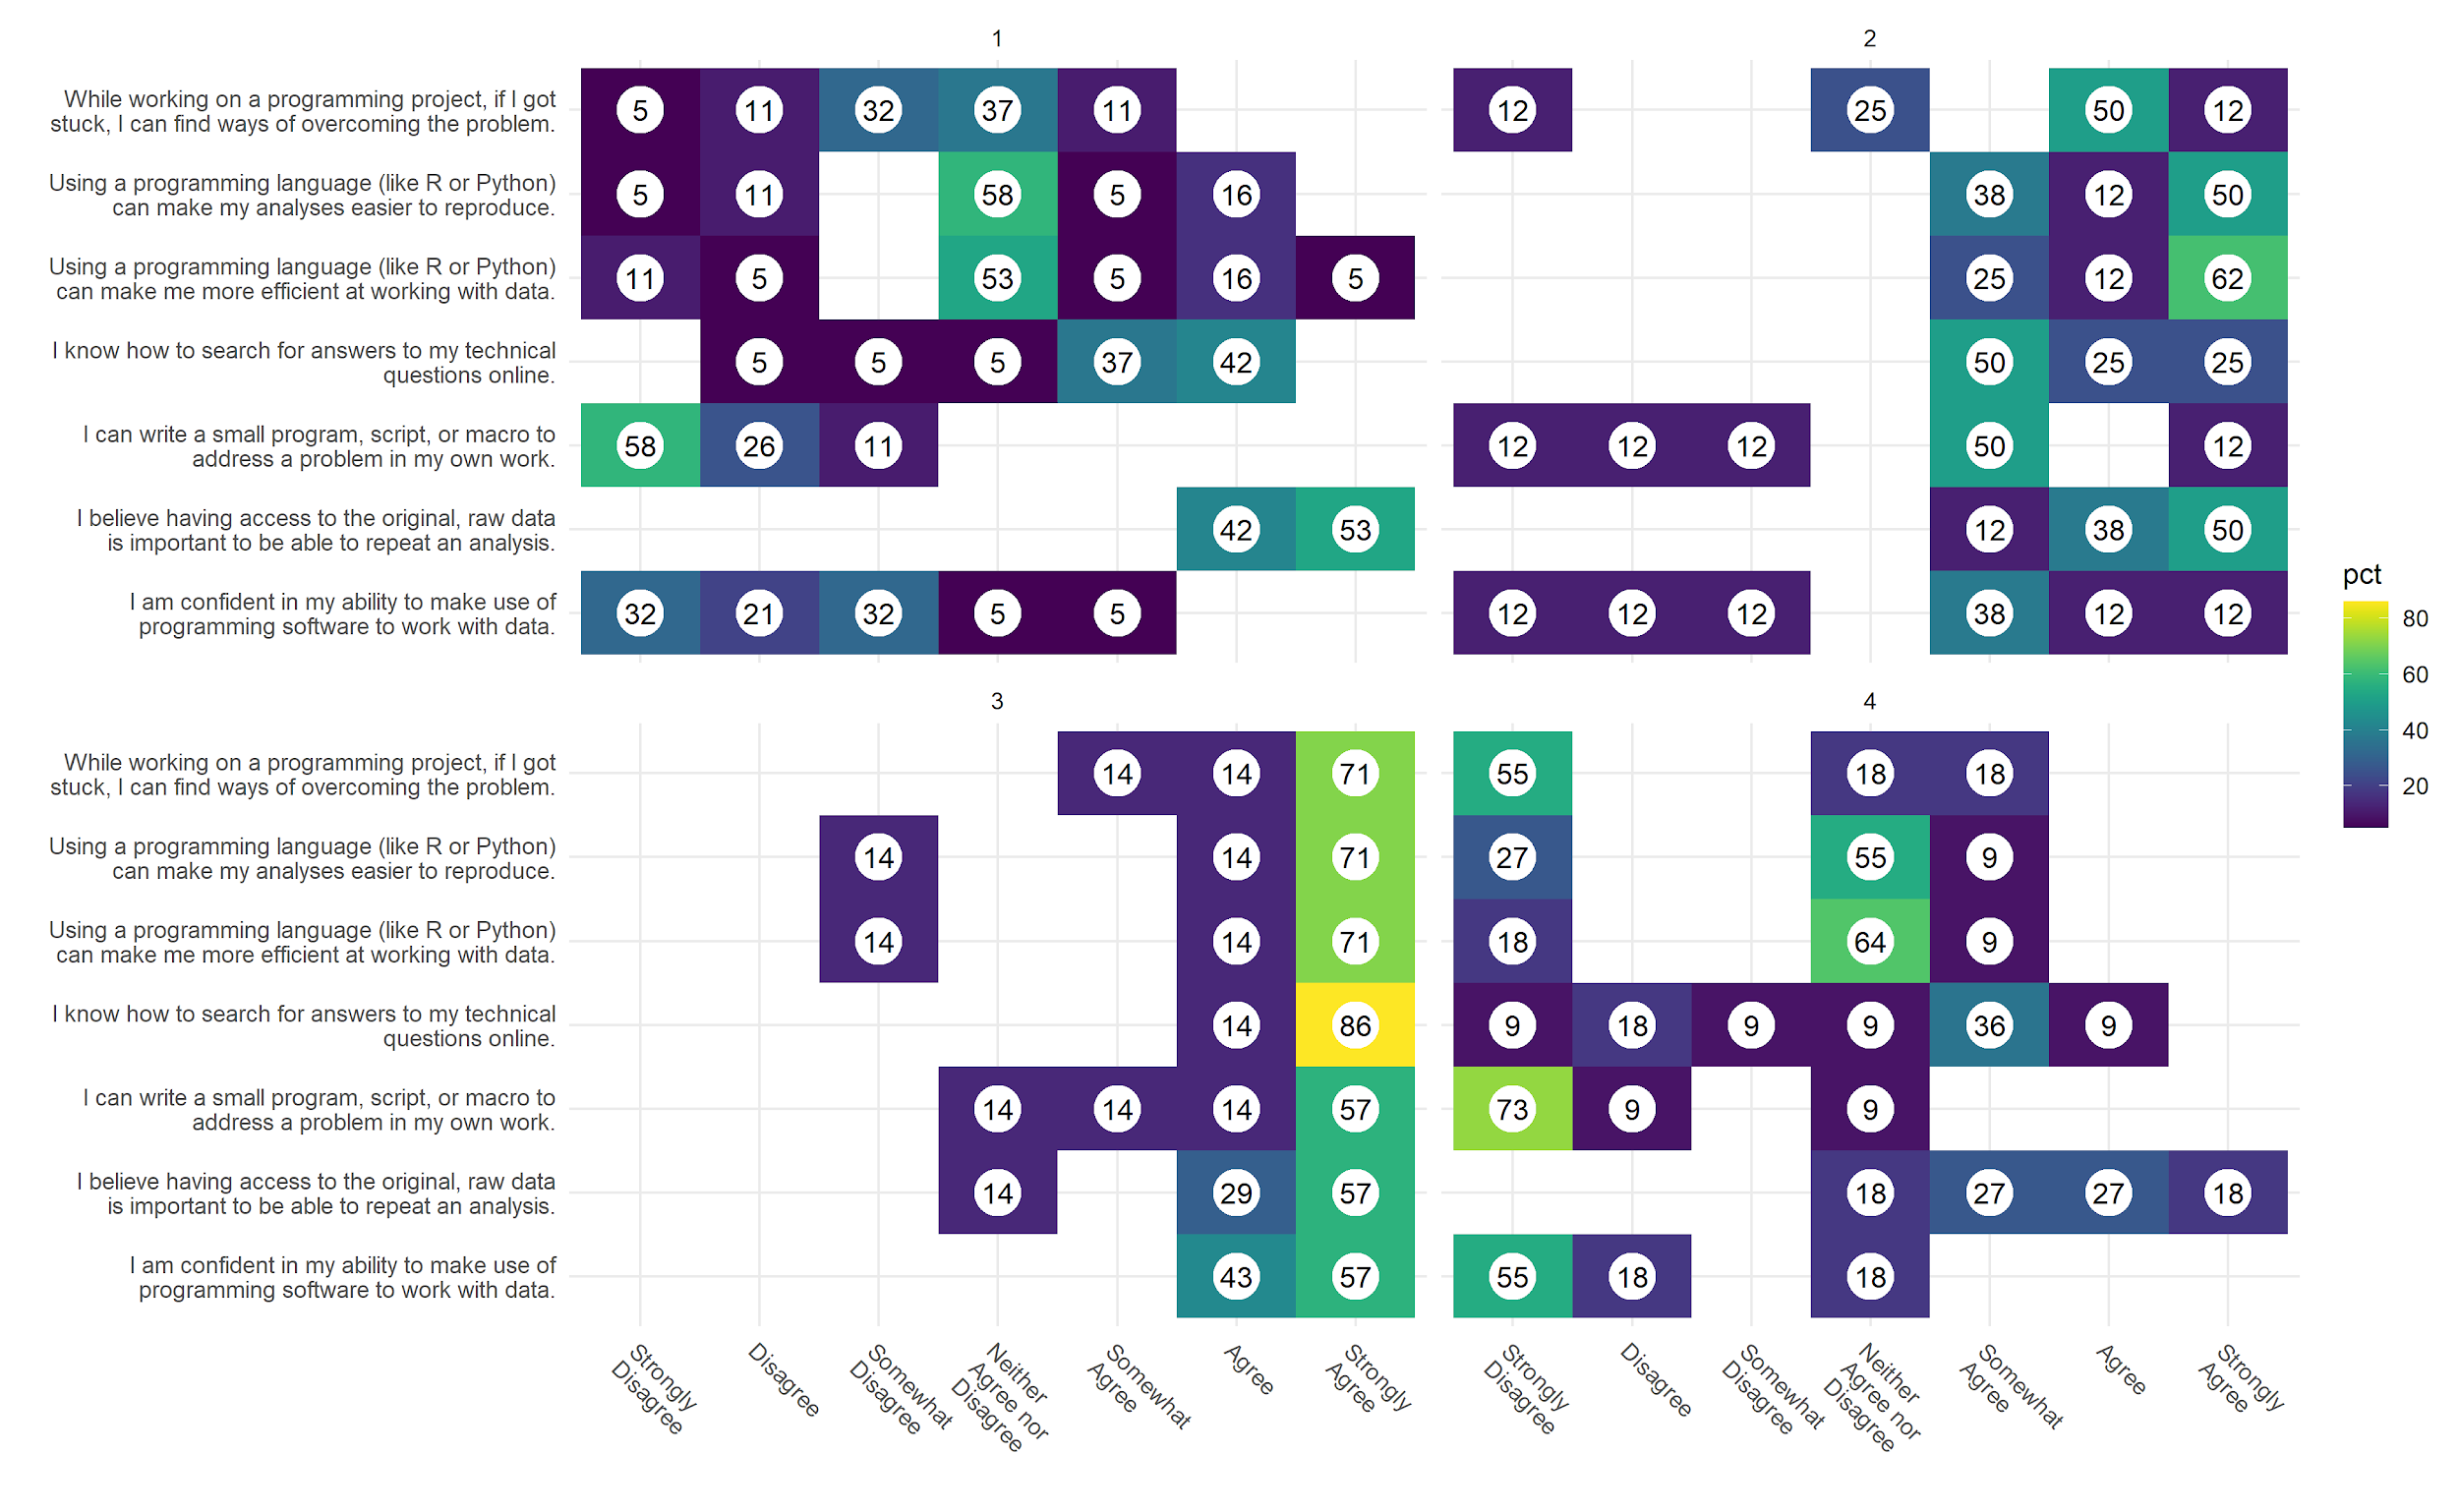 1
2
While working on a programming project, if I got
stuck, I can find ways of overcoming the problem.
5 11 32 37 11
12 25 50 12
Using a programming language (like R or Python)
can make my analyses easier to reproduce.
5 11 58 5 16
38 12 50
Using a programming language (like R or Python)
can make me more efficient at working with data.
11 5 53 5 16 5
25 12 62
I know how to search for answers to my technical
questions online.
5 5 5 37 42
50 25 25
I can write a small program, script, or macro to
address a problem in my own work.
58 26 11
12 12 12 50 12
I believe having access to the original, raw data
is important to be able to repeat an analysis.
42 53
12 38 50
I am confident in my ability to make use of
programming software to work with data.
32 21 32 5 5
12 12 12 38 12 12
3
4
While working on a programming project, if I got
stuck, I can find ways of overcoming the problem.
14 14 71
55 18 18
Using a programming language (like R or Python)
can make my analyses easier to reproduce.
14 14 71
27 55 9
Using a programming language (like R or Python)
can make me more efficient at working with data.
14 14 71
18 64 9
I know how to search for answers to my technical
questions online.
14 86
9 18 9 9 36 9
I can write a small program, script, or macro to
address a problem in my own work.
14 14 14 57
73 9 9
I believe having access to the original, raw data
is important to be able to repeat an analysis.
14 29 57
18 27 27 18
I am confident in my ability to make use of
programming software to work with data.
43 57
55 18 18
Strongly
Disagree
Disagree
Somewhat
Disagree
Neither
Agree nor
Disagree
Somewhat
Agree
Agree
Strongly
Agree
Strongly
Disagree
Disagree
Somewhat
Disagree
Neither
Agree nor
Disagree
Somewhat
Agree
Agree
Strongly
Agree
pct
80
60
40
20